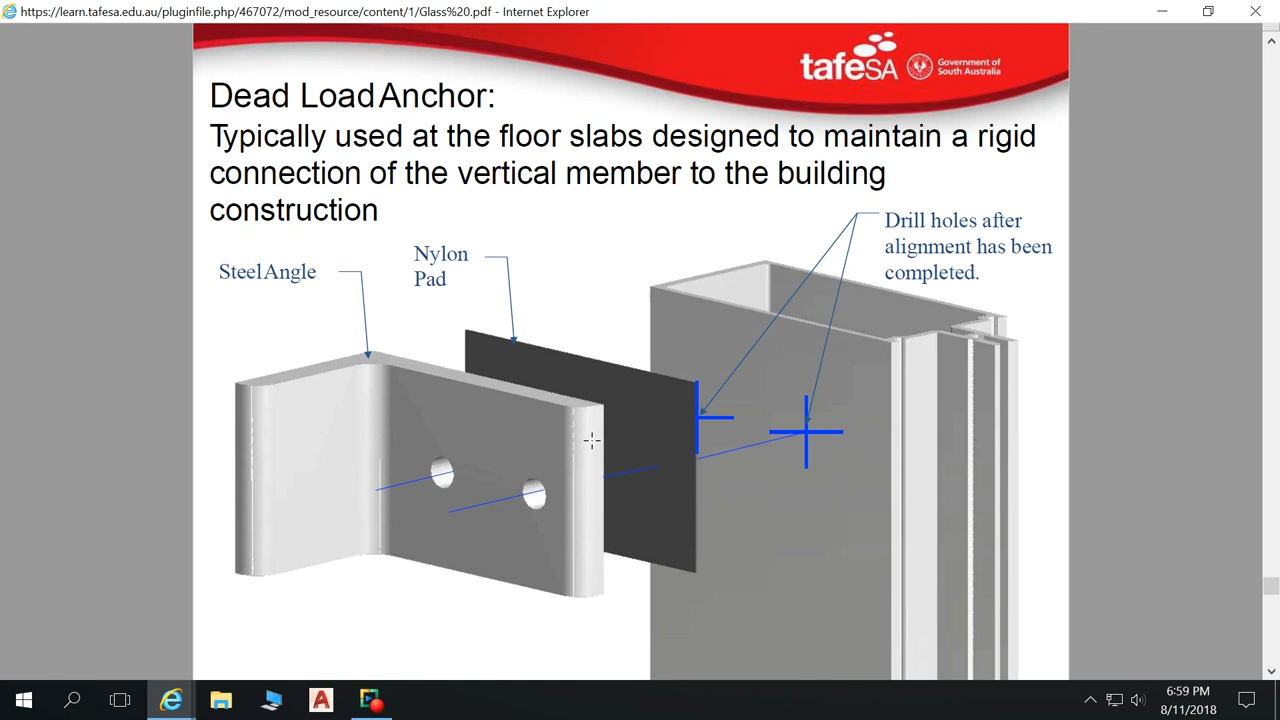 https://learn.tafesa.edu.au/pluginfile.php/467072/mod_resource/content/1/Glass%20.pdf - Internet Explorer
tafeSA
Government of
South Australia
Dead Load Anchor:
Typically used at the floor slabs designed to maintain a rigid
connection of the vertical member to the building
construction
Steel Angle
Nylon
Pad
Drill holes after
alignment has been
completed.
6:59 PM
8/11/2018